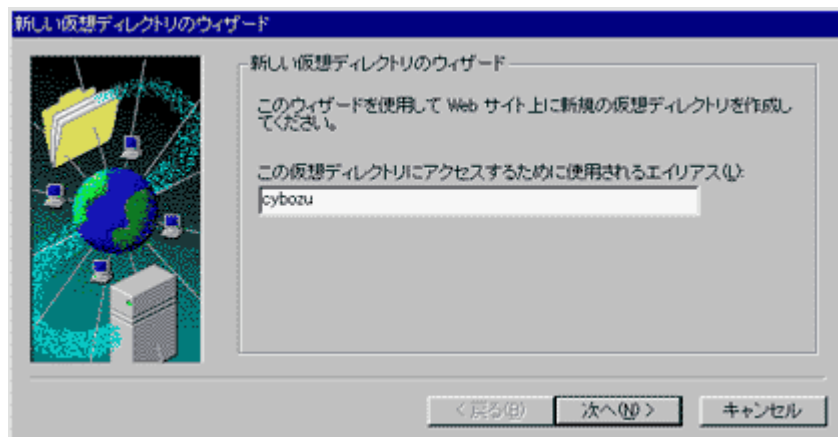 新しい仮想ディレクトリのウィザード
新しい仮想ディレクトリのウィザード
このウィザードを使用して Web サイト上に新規の仮想ディレクトリを作成し
てください。
この仮想ディレクトリにアクセスするために使用されるエイリアス(L):
cybozu
< 戻る(B)
次へ(N) >
キャンセル